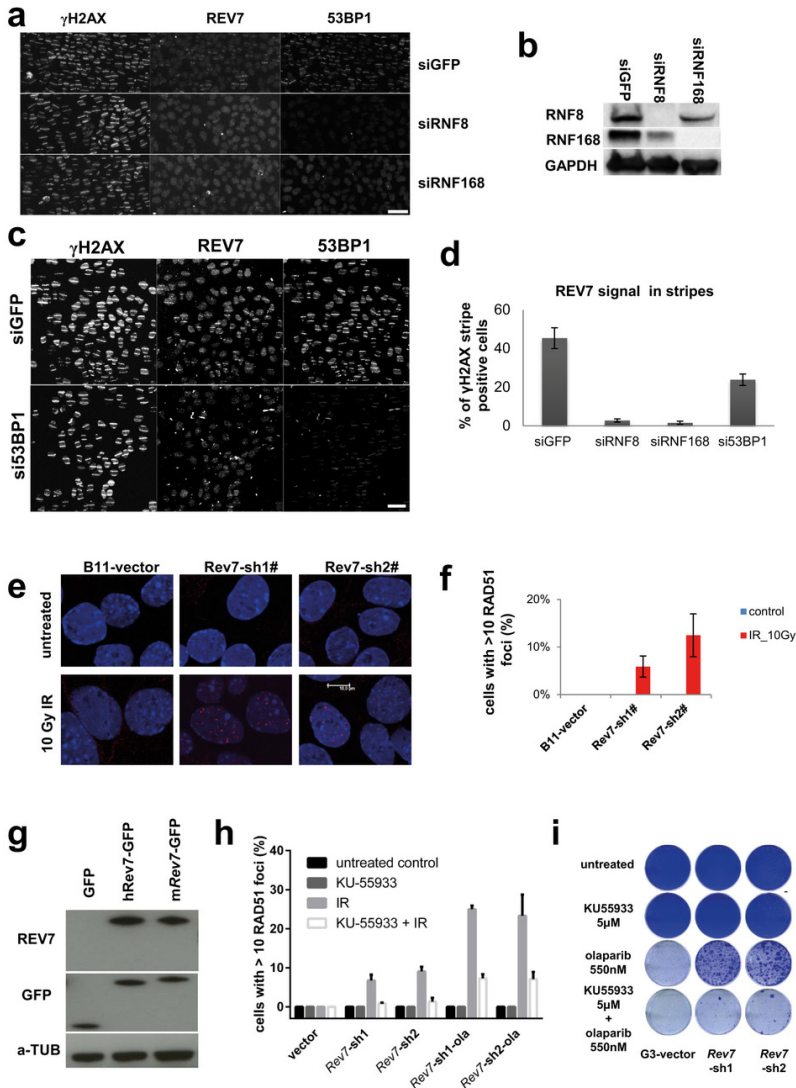 a
γH2AX REV7 53BP1
siGFP
siRNF8
siRNF168
b
siGFP siRNF8 siRNF168
RNF8
RNF168
GAPDH
c
γH2AX REV7 53BP1
siGFP
si53BP1
d
REV7 signal in stripes
% of γH2AX stripe
positive cells
60
40
20
0
siGFP siRNF8 siRNF168 si53BP1
e
B11-vector Rev7-sh1# Rev7-sh2#
untreated
10 Gy IR
f
cells with >10 RAD51
foci (%)
20%
10%
0%
B11-vector Rev7-sh1# Rev7-sh2#
control
IR_10Gy
g
GFP hRev7-GFP mRev7-GFP
REV7
GFP
a-TUB
h
cells with > 10 RAD51 foci (%)
40
30
20
10
0
untreated control
KU-55933
IR
KU-55933 + IR
vector Rev7-sh1 Rev7-sh2 Rev7-sh1-ola Rev7-sh2-ola
i
untreated
KU55933
5µM
olaparib
550nM
KU55933
5µM
+
olaparib
550nM
G3-vector Rev7 Rev7
-sh1 -sh2